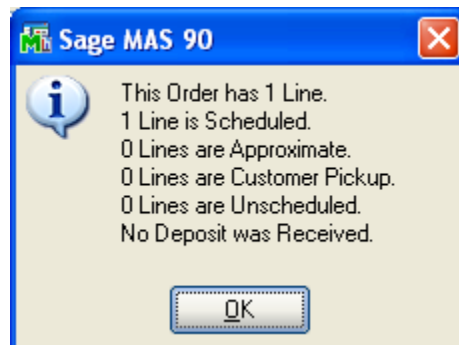 Sage MAS 90
This Order has 1 Line.
1 Line is Scheduled.
0 Lines are Approximate.
0 Lines are Customer Pickup.
0 Lines are Unscheduled.
No Deposit was Received.
OK